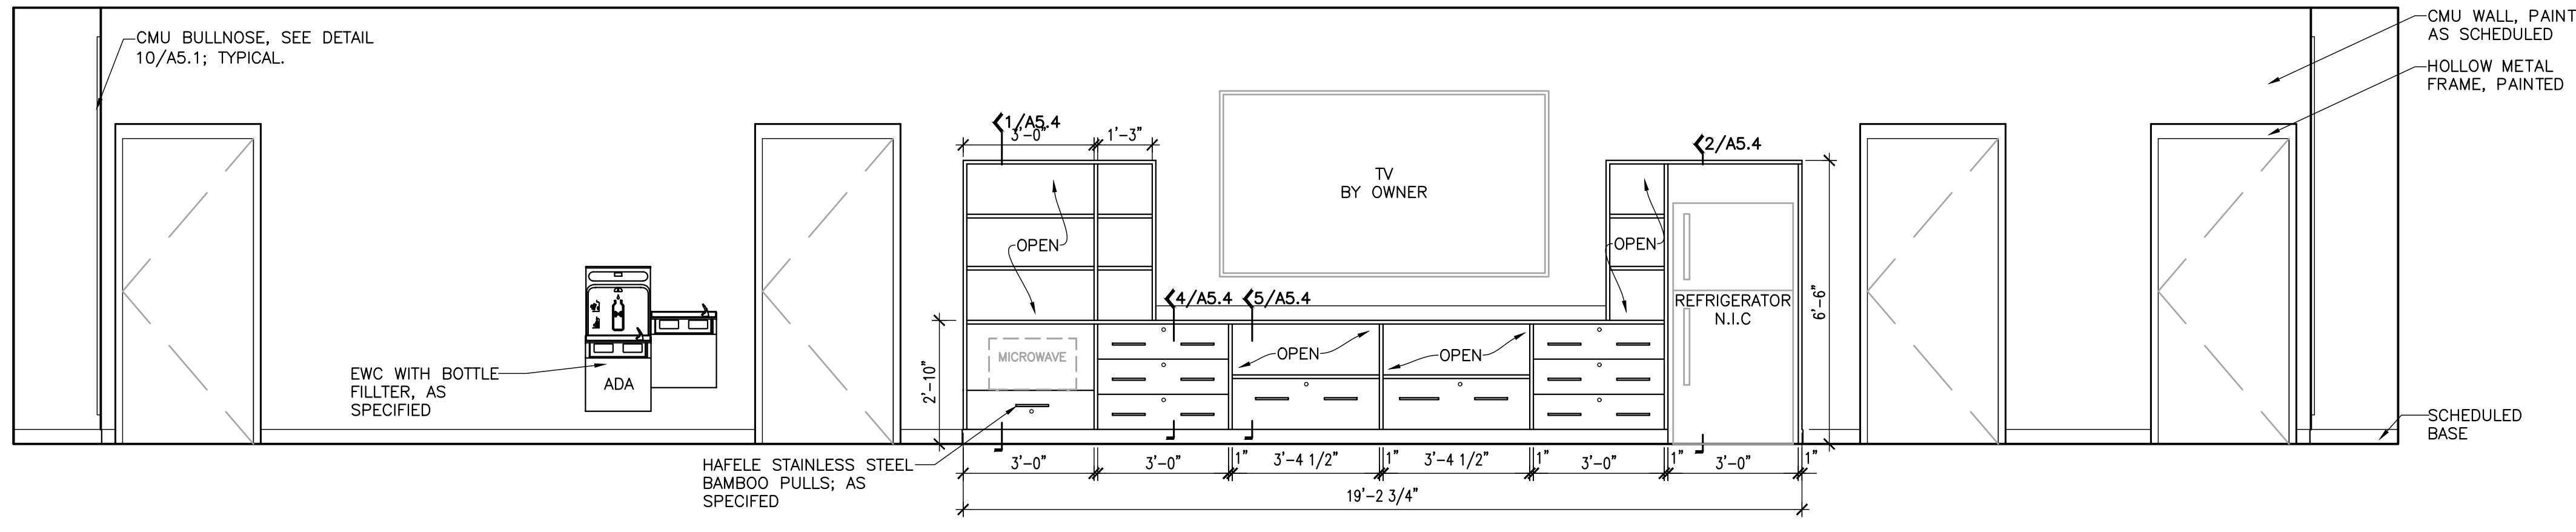 CMU BULLNOSE, SEE DETAIL
10/A5.1; TYPICAL.
CMU WALL, PAINT
AS SCHEDULED
HOLLOW METAL
FRAME, PAINTED
1/A5.4
3'-0"
1'-3"
2/A5.4
TV
BY OWNER
OPEN
OPEN
6'-6"
4/A5.4
5/A5.4
REFRIGERATOR
N.I.C
MICROWAVE
OPEN
OPEN
2'-10"
EWC WITH BOTTLE
FILLTER, AS
SPECIFIED
ADA
SCHEDULED
BASE
HAFELE STAINLESS STEEL
BAMBOO PULLS; AS
SPECIFED
3'-0"
3'-0"
1"
3'-4 1/2"
1"
3'-4 1/2"
1"
3'-0"
1"
3'-0"
1"
19'-2 3/4"